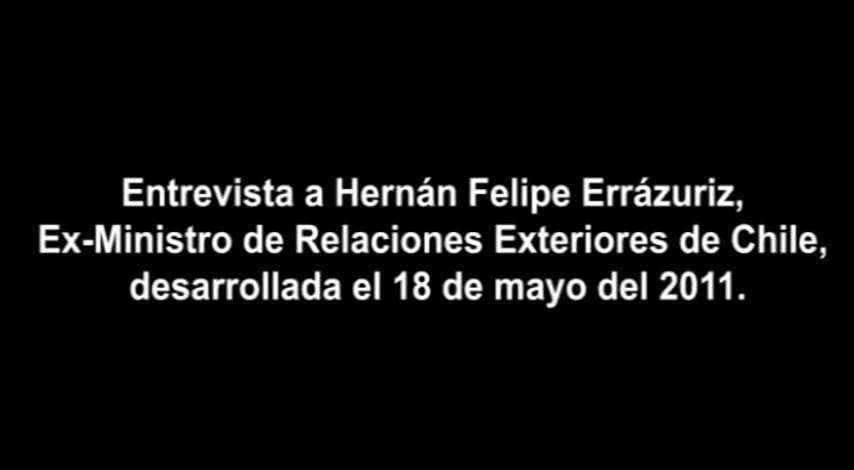 Entrevista a Hernán Felipe Errázuriz,
Ex-Ministro de Relaciones Exteriores de Chile,
desarrollada el 18 de mayo del 2011.